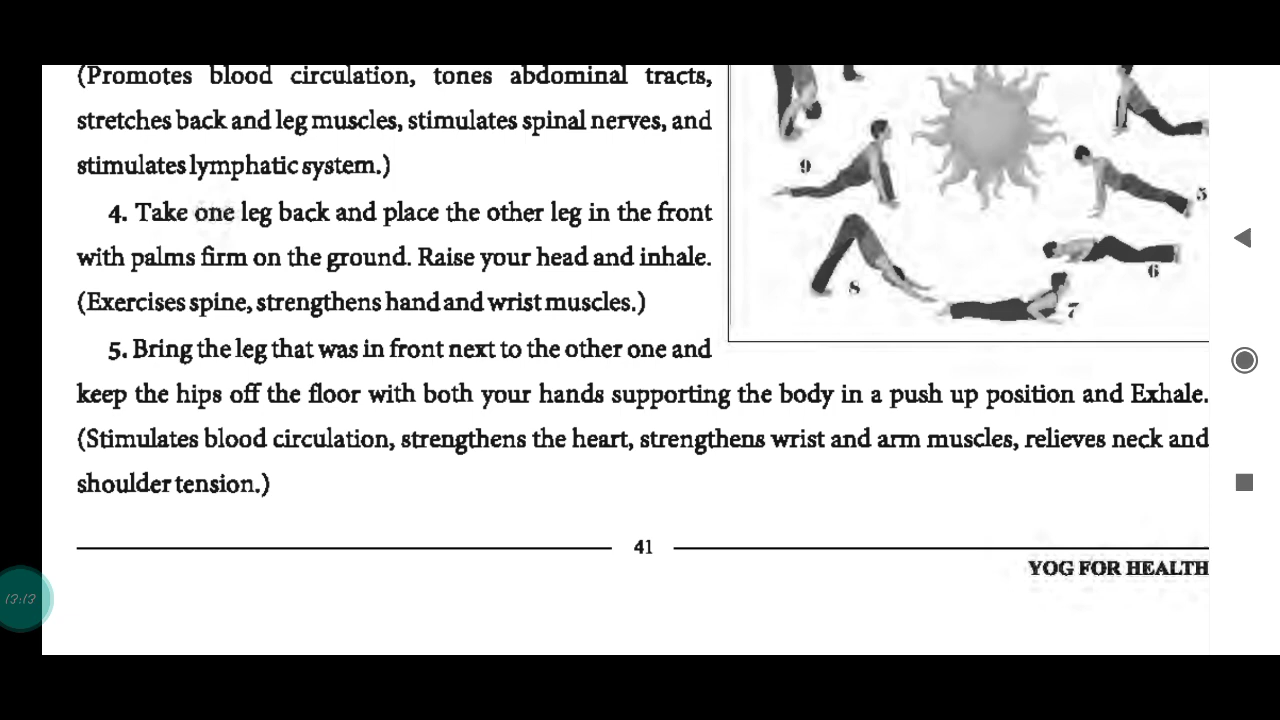 (Promotes blood circulation, tones abdominal tracts,
stretches back and leg muscles, stimulates spinal nerves, and
stimulates lymphatic system.)
4. Take one leg back and place the other leg in the front
with palms firm on the ground. Raise your head and inhale.
(Exercises spine, strengthens hand and wrist muscles.)
5. Bring the leg that was in front next to the other one and
keep the hips off the floor with both your hands supporting the body in a push up position and Exhale.
(Stimulates blood circulation, strengthens the heart, strengthens wrist and arm muscles, relieves neck and
shoulder tension.)
9
5
6
8
7
41
YOG FOR HEALTH
13:13